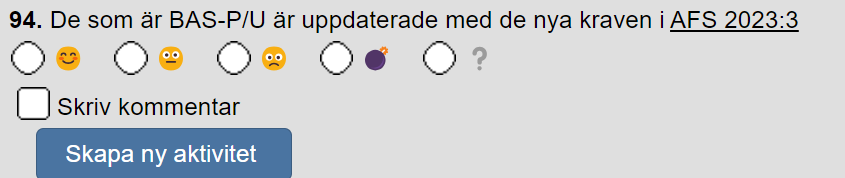 94. De som är BAS-P/U är uppdaterade med de nya kraven i AFS 2023:3
Skriv kommentar
Skapa ny aktivitet